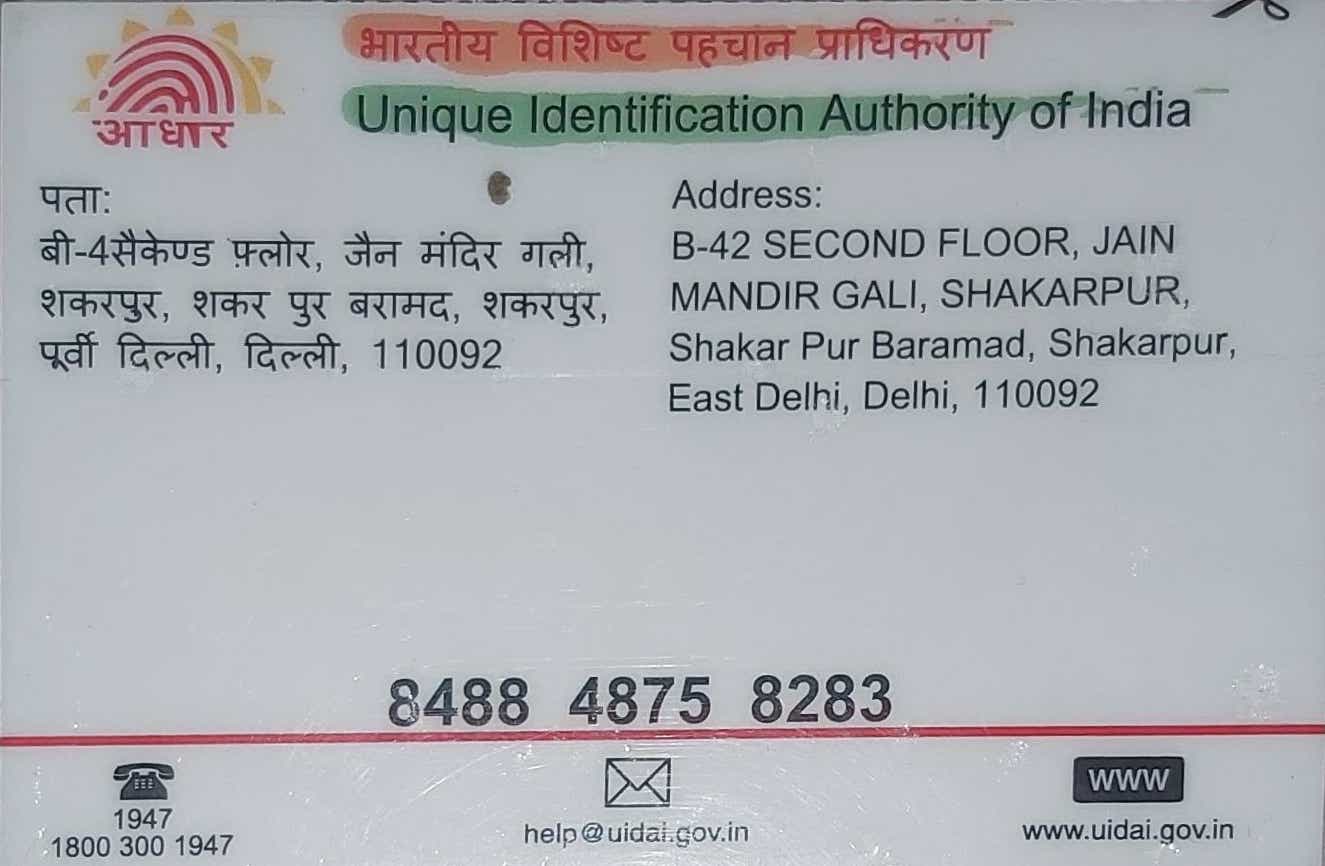 भारतीय विशिष्ट पहचान प्राधिकरण
Unique Identification Authority of India
आधार
पता:
बी-4सैकेण्ड फ़्लोर, जैन मंदिर गली,
शकरपुर, शकर पुर बरामद, शकरपुर,
पूर्वी दिल्ली, दिल्ली, 110092
Address:
B-42 SECOND FLOOR, JAIN
MANDIR GALI, SHAKARPUR,
Shakar Pur Baramad, Shakarpur,
East Delhi, Delhi, 110092
8488 4875 8283
1947
1800 300 1947
help@uidai.gov.in
www
www.uidai.gov.in